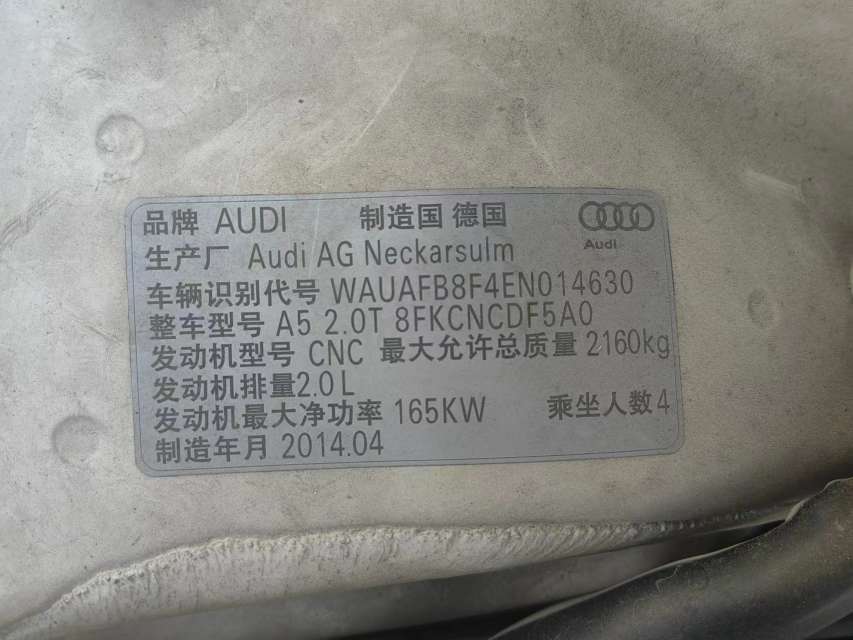 品牌 AUDI 制造国 德国
Audi
生产厂 Audi AG Neckarsulm
车辆识别代号 WAUAFB8F4EN014630
整车型号 A5 2.0T 8FKCNCDF5A0
发动机型号 CNC 最大允许总质量 2160kg
发动机排量2.0L
发动机最大净功率 165KW 乘坐人数4
制造年月 2014.04